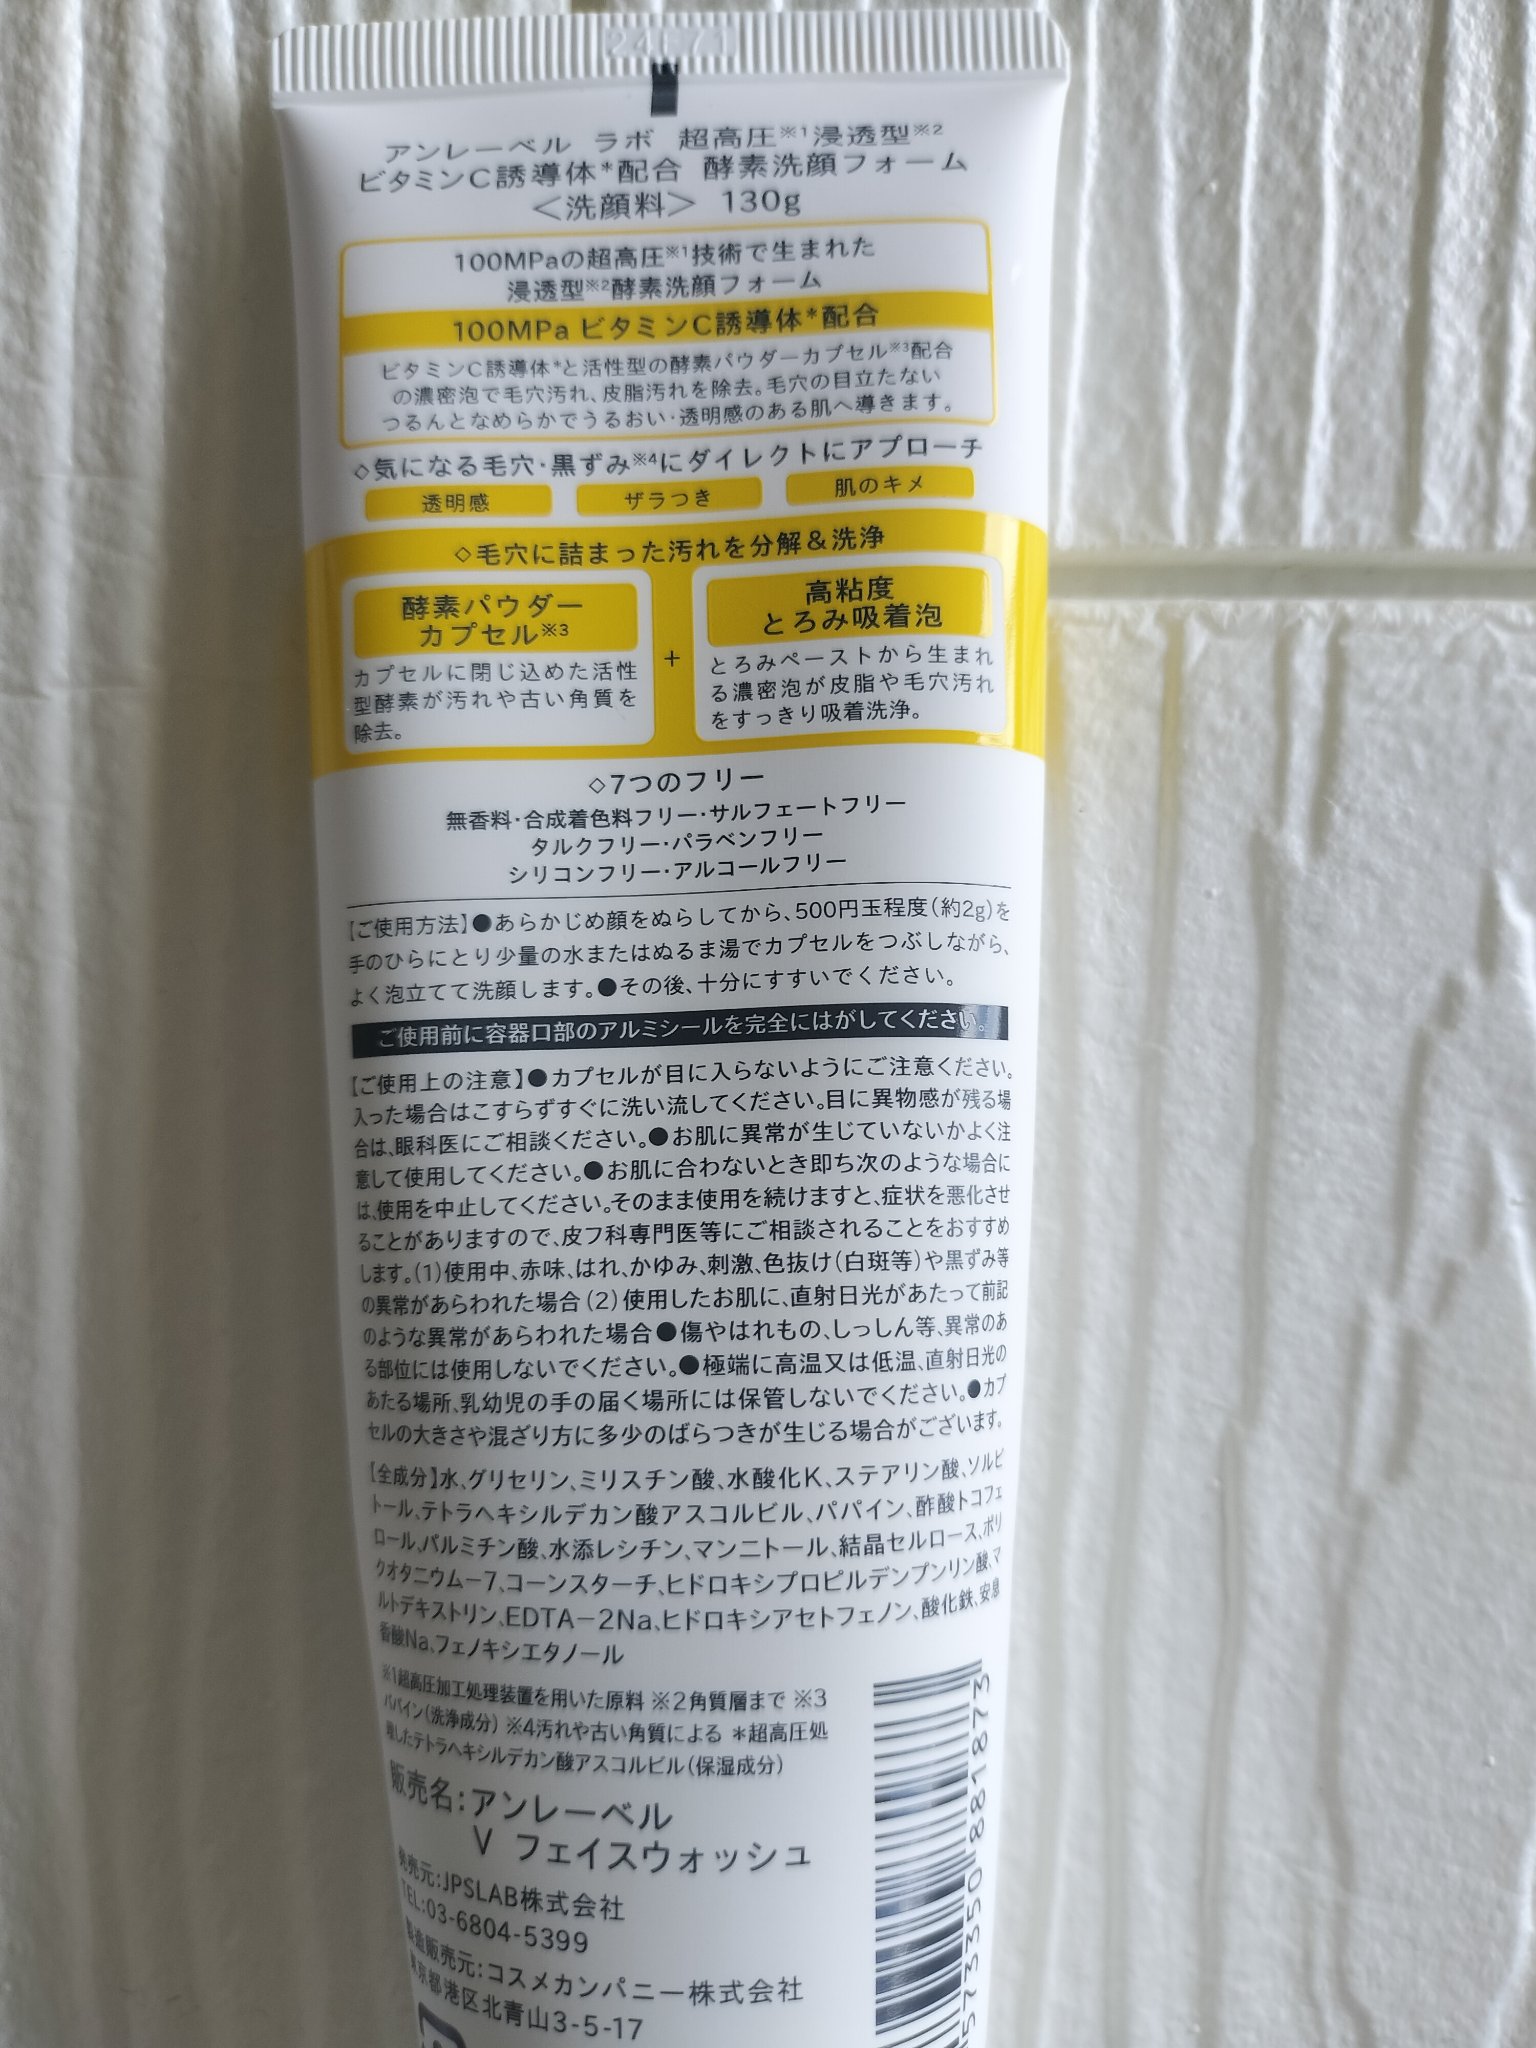 24C71
アンレーベル ラボ 超高圧※1浸透型※2
ビタミンC誘導体*配合 酵素洗顔フォーム
＜洗顔料＞ 130g
100MPaの超高圧※1技術で生まれた
浸透型※2酵素洗顔フォーム
100MPa ビタミンC誘導体*配合
ビタミンC誘導体*と活性型の酵素パウダーカプセル※3配合
の濃密泡で毛穴汚れ、皮脂汚れを除去。毛穴の目立たない
つるんとなめらかでうるおい・透明感のある肌へ導きます。
◇気になる毛穴・黒ずみ※4にダイレクトにアプローチ
透明感 ザラつき 肌のキメ
◇毛穴に詰まった汚れを分解＆洗浄
酵素パウダー
カプセル※3
カプセルに閉じ込めた活性
型酵素が汚れや古い角質を
除去。
+
高粘度
とろみ吸着泡
とろみペーストから生まれ
る濃密泡が皮脂や毛穴汚れ
をすっきり吸着洗浄。
◇7つのフリー
無香料・合成着色料フリー・サルフェートフリー
タルクフリー・パラベンフリー
シリコンフリー・アルコールフリー
【ご使用方法】●あらかじめ顔をぬらしてから、500円玉程度(約2g)を
手のひらにとり少量の水またはぬるま湯でカプセルをつぶしながら、
よく泡立てて洗顔します。●その後、十分にすすいでください。
ご使用前に容器口部のアルミシールを完全にはがしてください。
【ご使用上の注意】●カプセルが目に入らないようにご注意ください。
入った場合はこすらずすぐに洗い流してください。目に異物感が残る場
合は、眼科医にご相談ください。●お肌に異常が生じていないかよく注
意して使用してください。●お肌に合わないとき即ち次のような場合に
は、使用を中止してください。そのまま使用を続けますと、症状を悪化させ
ることがありますので、皮フ科専門医等にご相談されることをおすすめ
します。(1)使用中、赤味、はれ、かゆみ、刺激、色抜け(白斑等)や黒ずみ等
の異常があらわれた場合(2)使用したお肌に、直射日光があたって前記
のような異常があらわれた場合●傷やはれもの、しっしん等、異常のあ
る部位には使用しないでください。●極端に高温又は低温、直射日光の
あたる場所、乳幼児の手の届く場所には保管しないでください。●カプ
セルの大きさや混ざり方に多少のばらつきが生じる場合がございます。
【全成分】水、グリセリン、ミリスチン酸、水酸化K、ステアリン酸、ソルビ
トール、テトラヘキシルデカン酸アスコルビル、パパイン、酢酸トコフェ
ロール、パルミチン酸、水添レシチン、マンニトール、結晶セルロース、ポリ
クオタニウムー7、コーンスターチ、ヒドロキシプロピルデンプンリン酸、マ
ルトデキストリン、EDTA－2Na、ヒドロキシアセトフェノン、酸化鉄、安息
香酸Na、フェノキシエタノール
※1超高圧加工処理装置を用いた原料 ※2角質層まで ※3
パパイン(洗浄成分) ※4汚れや古い角質による ＊超高圧処
理したテトラヘキシルデカン酸アスコルビル(保湿成分)
販売名:アンレーベル
V フェイスウォッシュ
発売元:JPSLAB株式会社
TEL:03-6804-5399
製造販売元:コスメカンパニー株式会社
東京都港区北青山3-5-17
573350 881873